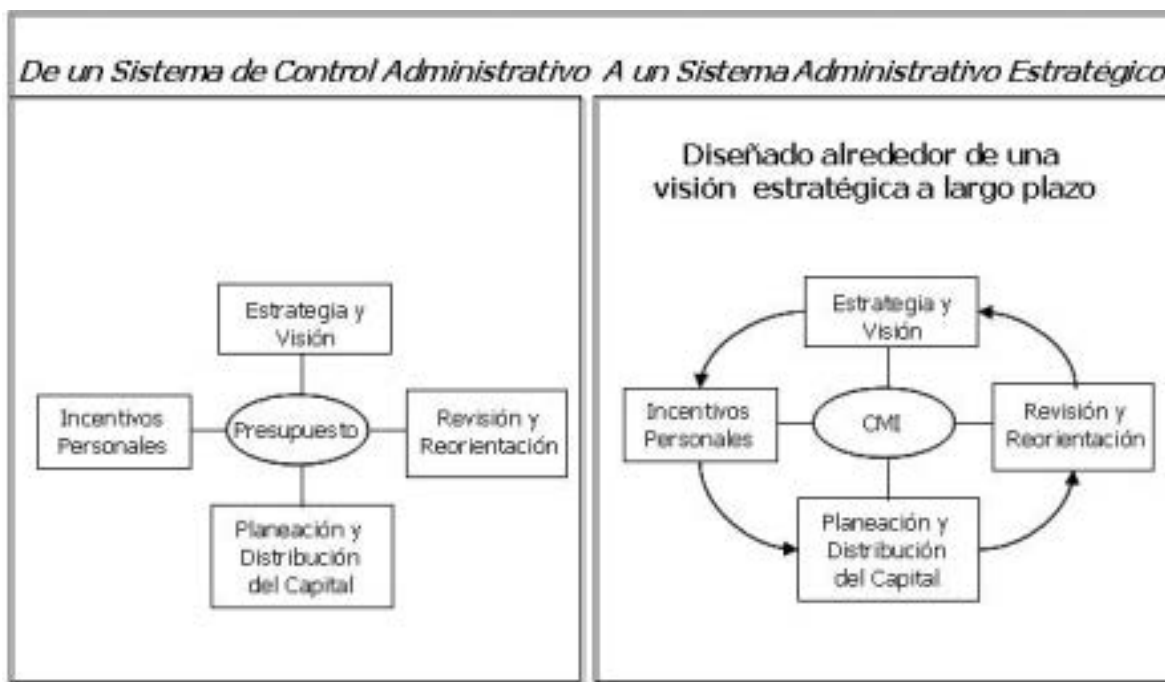 De un Sistema de Control Administrativo
A un Sistema Administrativo Estratégico
Estrategia y
Visión
Incentivos
Personales
Presupuesto
Revisión y
Reorientación
Planeación y
Distribución
del Capital
Diseñado alrededor de una
visión estratégica a largo plazo
Estrategia y
Visión
Incentivos
Personales
CMI
Revisión y
Reorientación
Planeación y
Distribución
del Capital